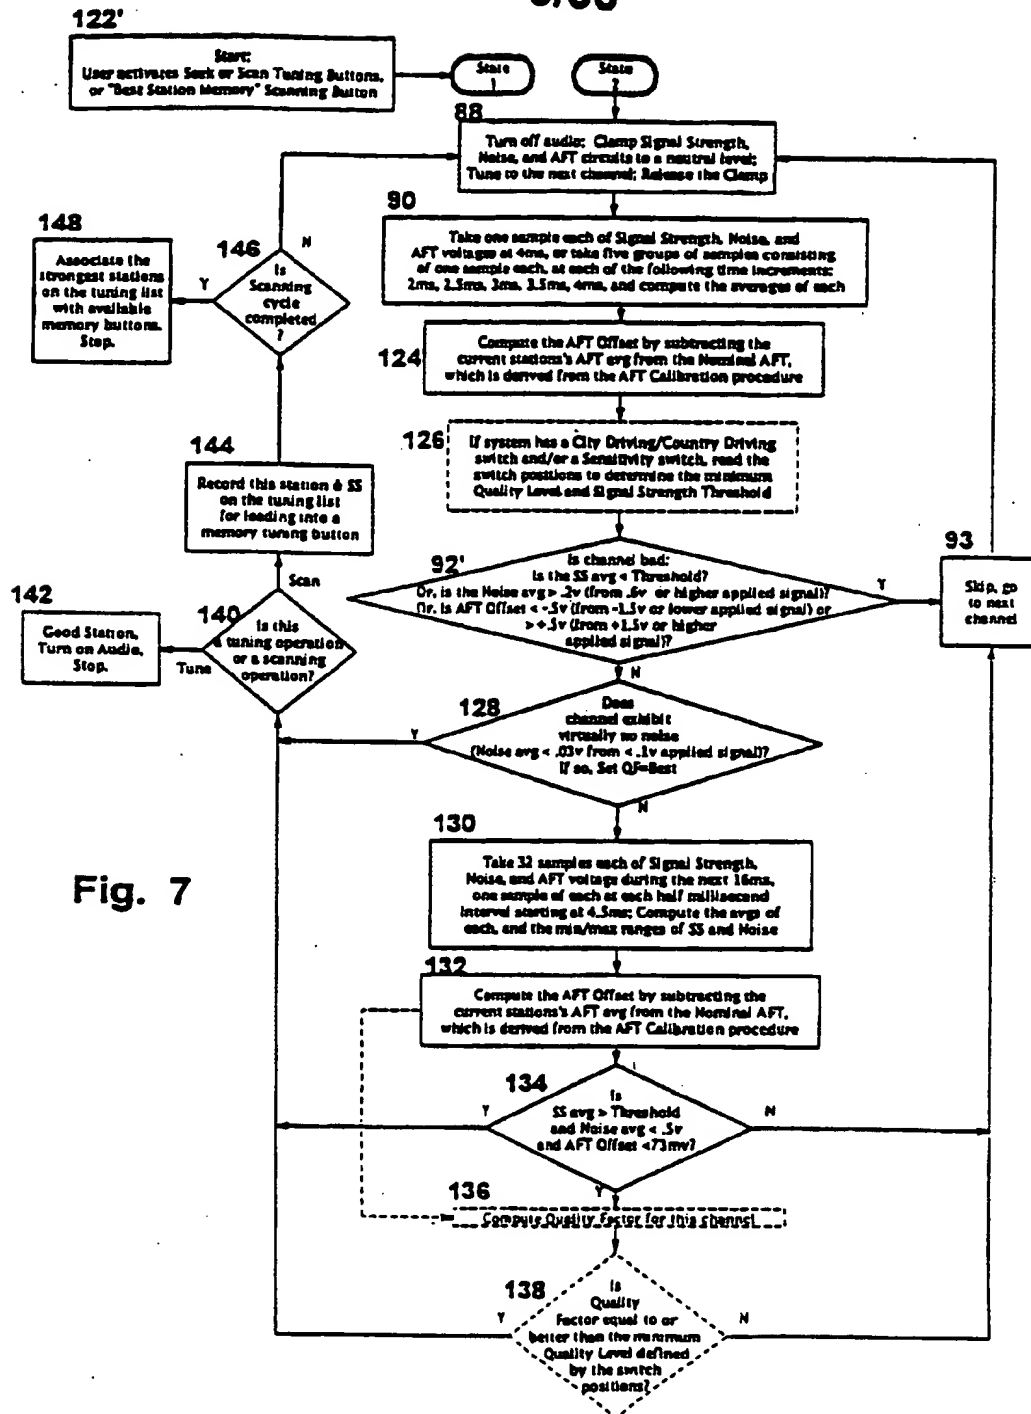 122'
Start:
User activates Seek or Scan Tuning Buttons,
or "Best Station Memory" Scanning Button
State
1
State
88
Turn off audio; Clamp Signal Strength,
Noise, and AFT circuits to a neutral level;
Tune to the next channel; Release the Clamp
90
Take one sample each of Signal Strength, Noise, and
AFT voltages at 4ms, or take five groups of samples consisting
of one sample each, at each of the following time increments:
2ms, 2.5ms, 3ms, 3.5ms, 4ms, and compute the averages of each
124
Compute the AFT Offset by subtracting the
current stations's AFT avg from the Nominal AFT,
which is derived from the AFT Calibration procedure
126
If system has a City Driving/Country Driving
switch and/or a Sensitivity switch, read the
switch positions to determine the minimum
Quality Level and Signal Strength Threshold
92'
Is channel bad:
Is the SS avg < Threshold?
Or, is the Noise avg > .2v (from .6v or higher applied signal)?
Or, is AFT Offset < -.5v (from -1.5v or lower applied signal) or
> +.5v (from +1.5v or higher
applied signal)?
Y
N
93
Skip, go
to next
channel
128
Does
channel exhibit
virtually no noise
(Noise avg < .03v from < .1v applied signal)?
If so, Set QF=Best
Y
N
130
Take 32 samples each of Signal Strength,
Noise, and AFT voltage during the next 16ms,
one sample of each at each half millisecond
interval starting at 4.5ms; Compute the avgs of
each, and the min/max ranges of SS and Noise
132
Compute the AFT Offset by subtracting the
current stations's AFT avg from the Nominal AFT,
which is derived from the AFT Calibration procedure
134
Is
SS avg > Threshold
and Noise avg < .5v
and AFT Offset <73mv?
Y
N
Y
136
Compute Quality Factor for this channel
138
Is
Quality
Factor equal to or
better than the minimum
Quality Level defined
by the switch
positions?
Y
N
140
Is this
a tuning operation
or a scanning
operation?
Tune
Scan
142
Good Station,
Turn on Audio,
Stop.
144
Record this station & SS
on the tuning list
for loading into a
memory tuning button
146
Is
Scanning
cycle
completed
?
Y
N
148
Associate the
strongest stations
on the tuning list
with available
memory buttons.
Stop.
Fig. 7